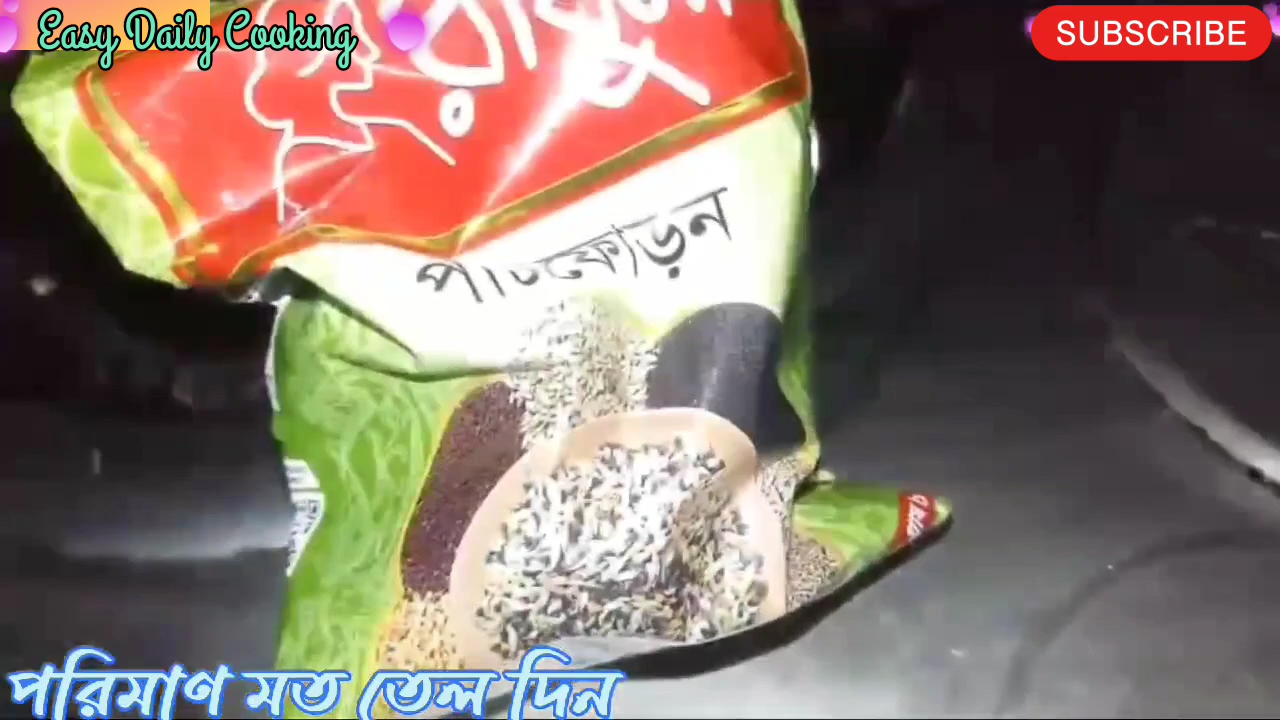 Easy Daily Cooking
SUBSCRIBE
রাঁধুনী
পাঁচফোড়ন
পরিমাণ মত তেল দিন